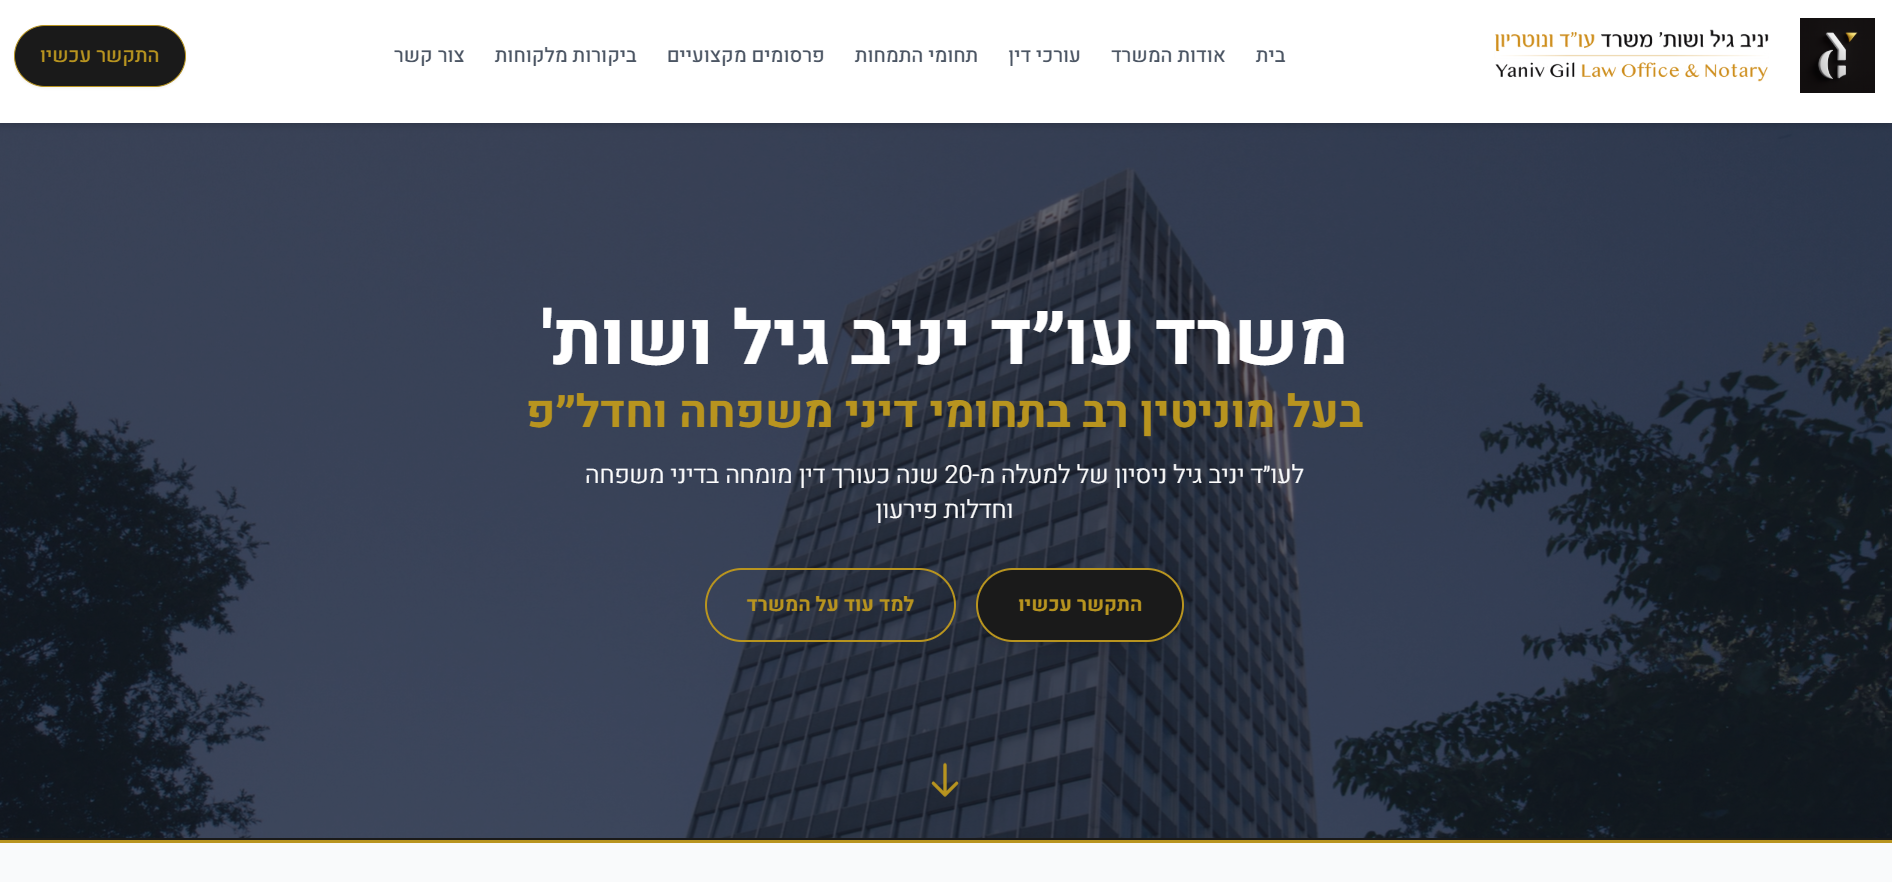 יניב גיל ושות׳ משרד עו״ד ונוטריון
Yaniv Gil Law Office & Notary
בית
אודות המשרד
עורכי דין
תחומי התמחות
פרסומים מקצועיים
ביקורות מלקוחות
צור קשר
התקשר עכשיו
ODDO BHF
משרד עו״ד יניב גיל ושות'
בעל מוניטין רב בתחומי דיני משפחה וחדל״פ
לעו"ד יניב גיל ניסיון של למעלה מ-20 שנה כעורך דין מומחה בדיני משפחה
וחדלות פירעון
התקשר עכשיו
למד עוד על המשרד